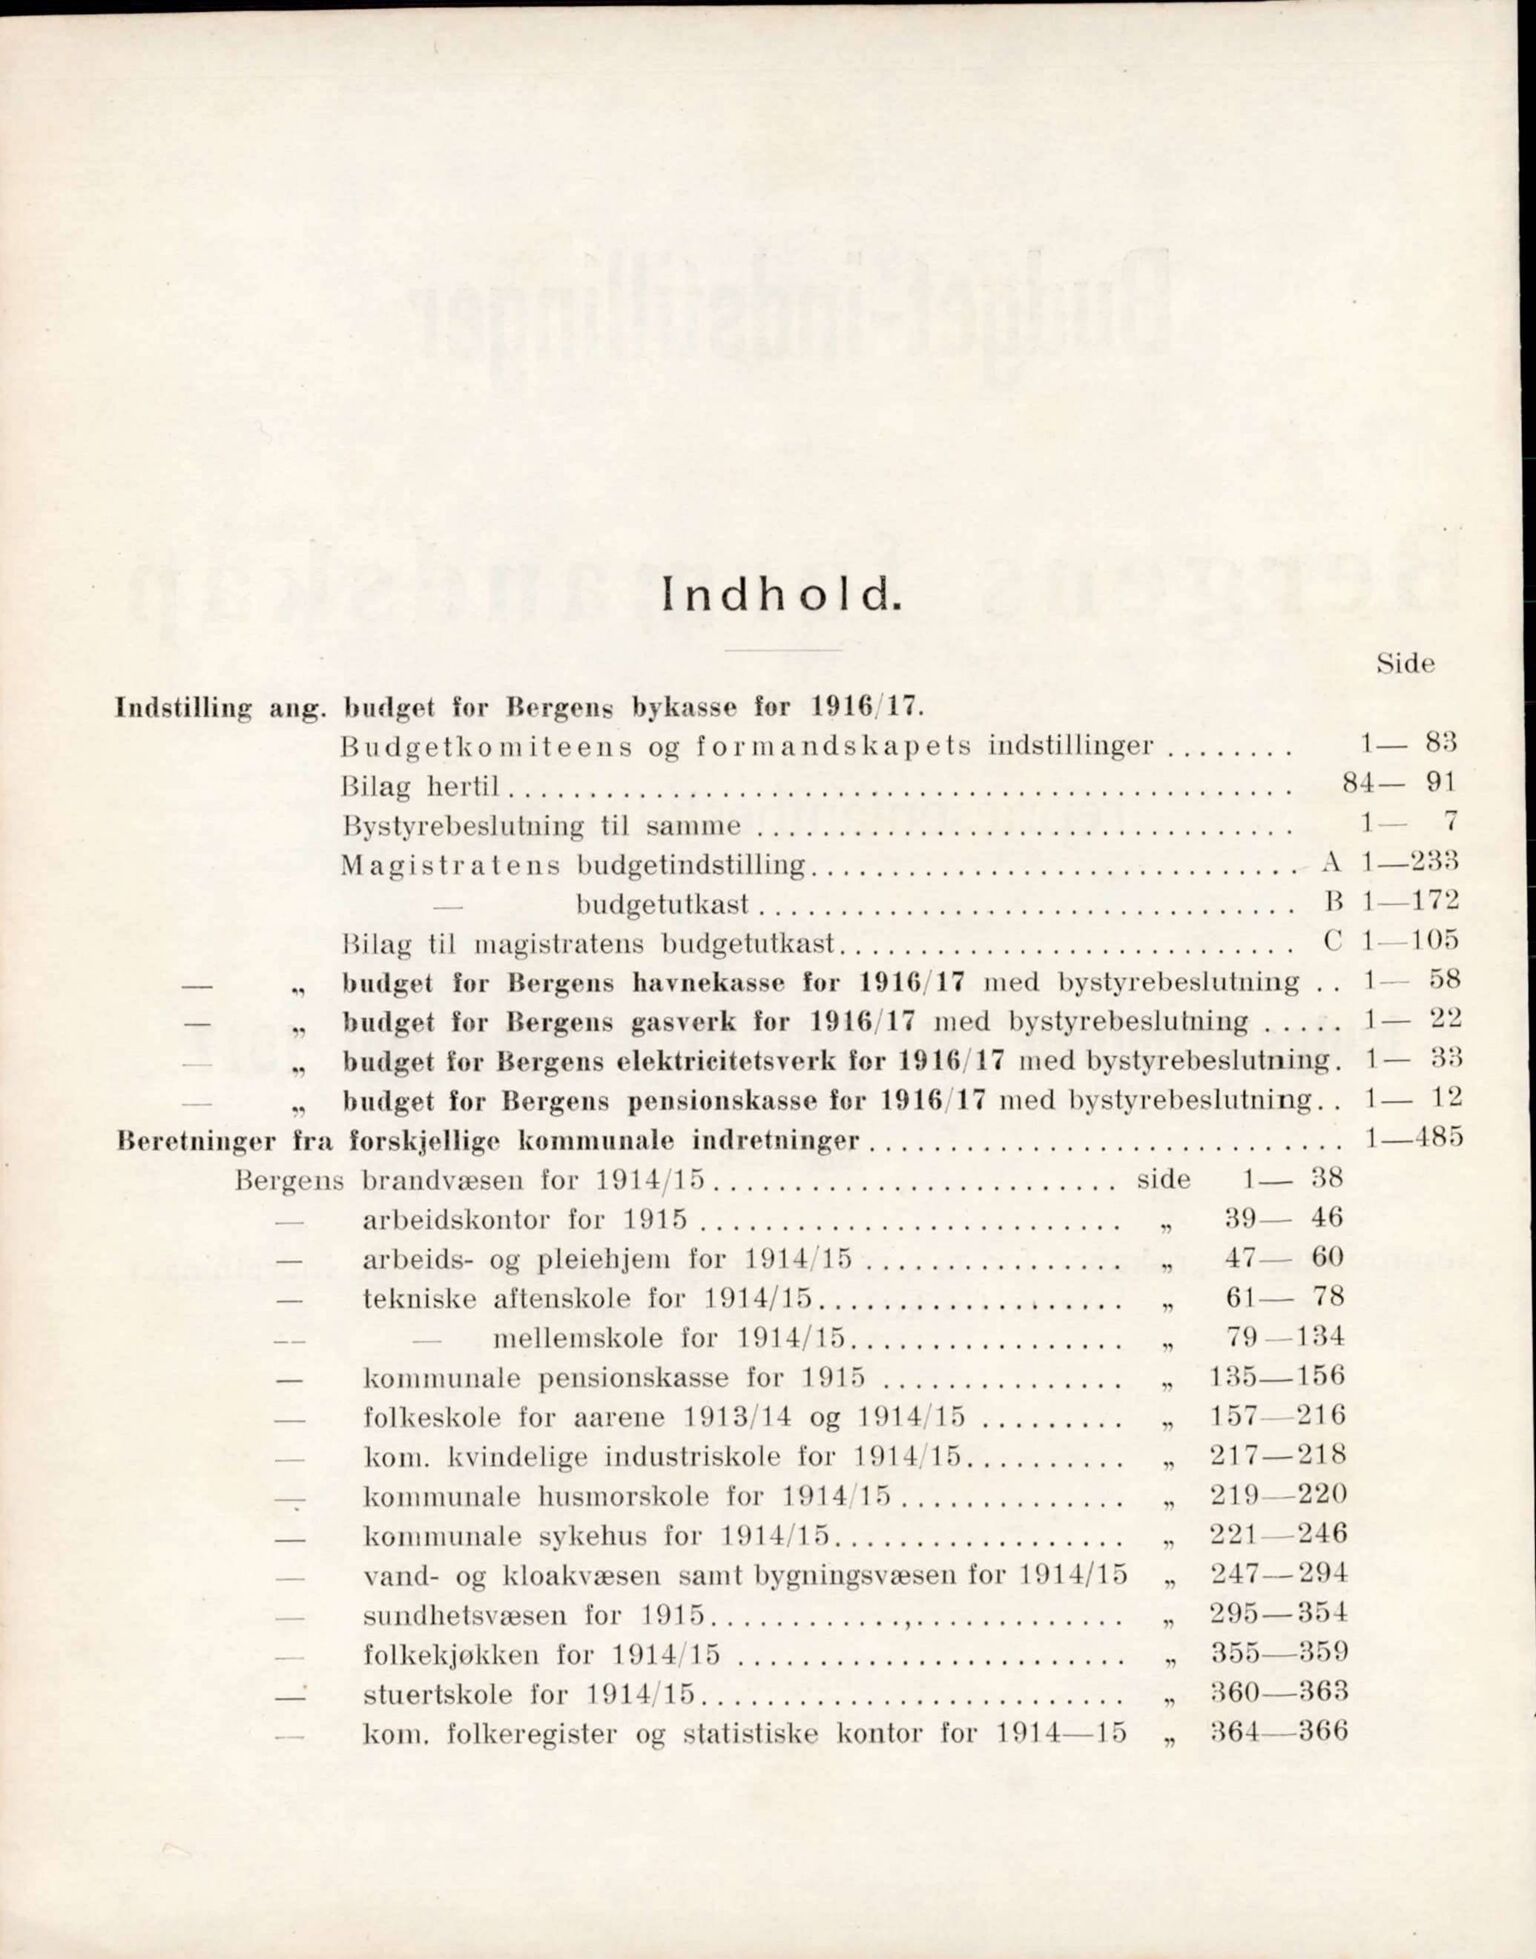 Indhold.
Side
Indstilling ang. budget for Bergens bykasse for 1916/17.
Budgetkomiteens og formandskapets indstillinger ........ 1— 83
Bilag hertil ................................................ 84— 91
Bystyrebeslutning til samme ................................. 1— 7
Magistratens budgetindstilling .............................. A 1—233
— budgetutkast ................................. B 1—172
Bilag til magistratens budgetutkast ............................ C 1—105
— „ budget for Bergens havnekasse for 1916/17 med bystyrebeslutning .. 1— 58
— „ budget for Bergens gasverk for 1916/17 med bystyrebeslutning ..... 1— 22
— „ budget for Bergens elektricitetsverk for 1916/17 med bystyrebeslutning. 1— 33
— „ budget for Bergens pensionskasse for 1916/17 med bystyrebeslutning.. 1— 12
Beretninger fra forskjellige kommunale indretninger ............................. 1—485
Bergens brandvæsen for 1914/15 ......................... side 1— 38
— arbeidskontor for 1915 .......................... „ 39— 46
— arbeids- og pleiehjem for 1914/15 ................ „ 47— 60
— tekniske aftenskole for 1914/15 ................... „ 61— 78
— — mellemskole for 1914/15 ................. „ 79—134
— kommunale pensionskasse for 1915 ............... „ 135—156
— folkeskole for aarene 1913/14 og 1914/15 ......... „ 157—216
— kom. kvindelige industriskole for 1914/15 .......... „ 217—218
— kommunale husmorskole for 1914/15 .............. „ 219—220
— kommunale sykehus for 1914/15 .................. „ 221—246
— vand- og kloakvæsen samt bygningsvæsen for 1914/15 „ 247—294
— sundhetsvæsen for 1915 .......................... „ 295—354
— folkekjøkken for 1914/15 ........................ „ 355—359
— stuertskole for 1914/15 .......................... „ 360—363
— kom. folkeregister og statistiske kontor for 1914—15 „ 364—366